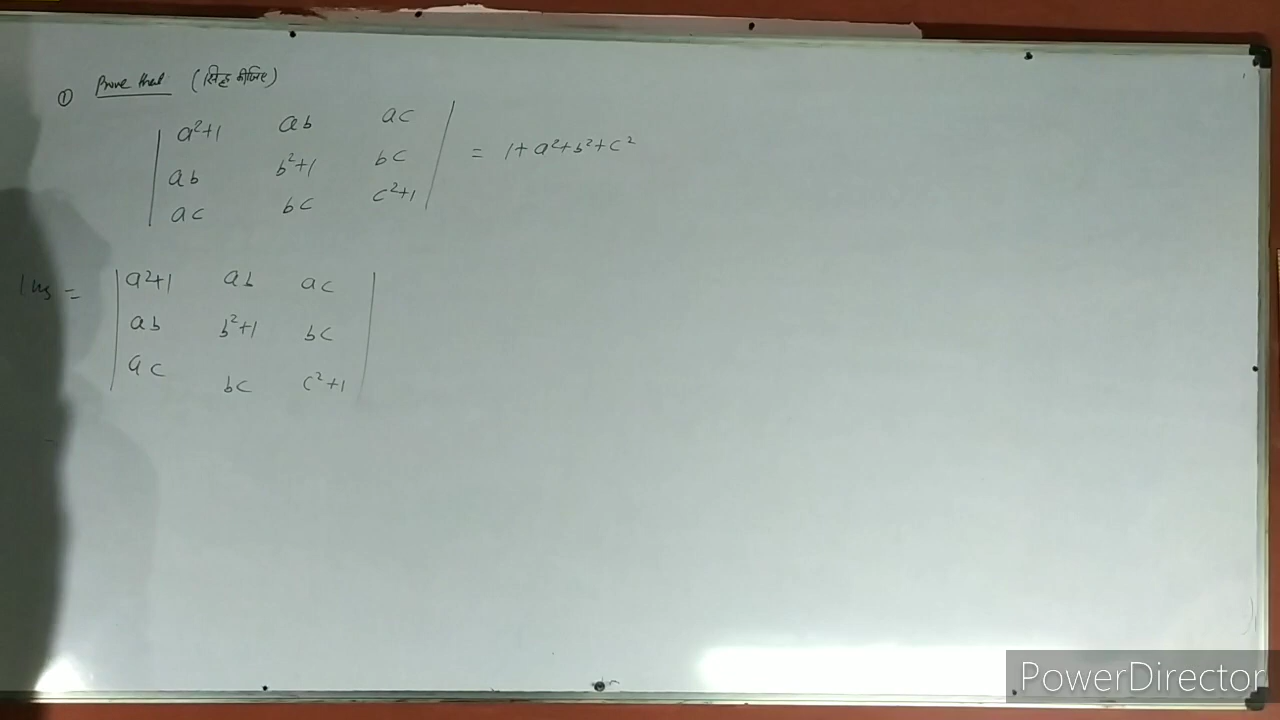 ① Prove that (सिद्ध कीजिए)
a²+1 ab ac
ab b²+1 bc = 1+a²+b²+c²
ac bc c²+1
lhs = a²+1 ab ac
ab b²+1 bc
ac bc c²+1
PowerDirector